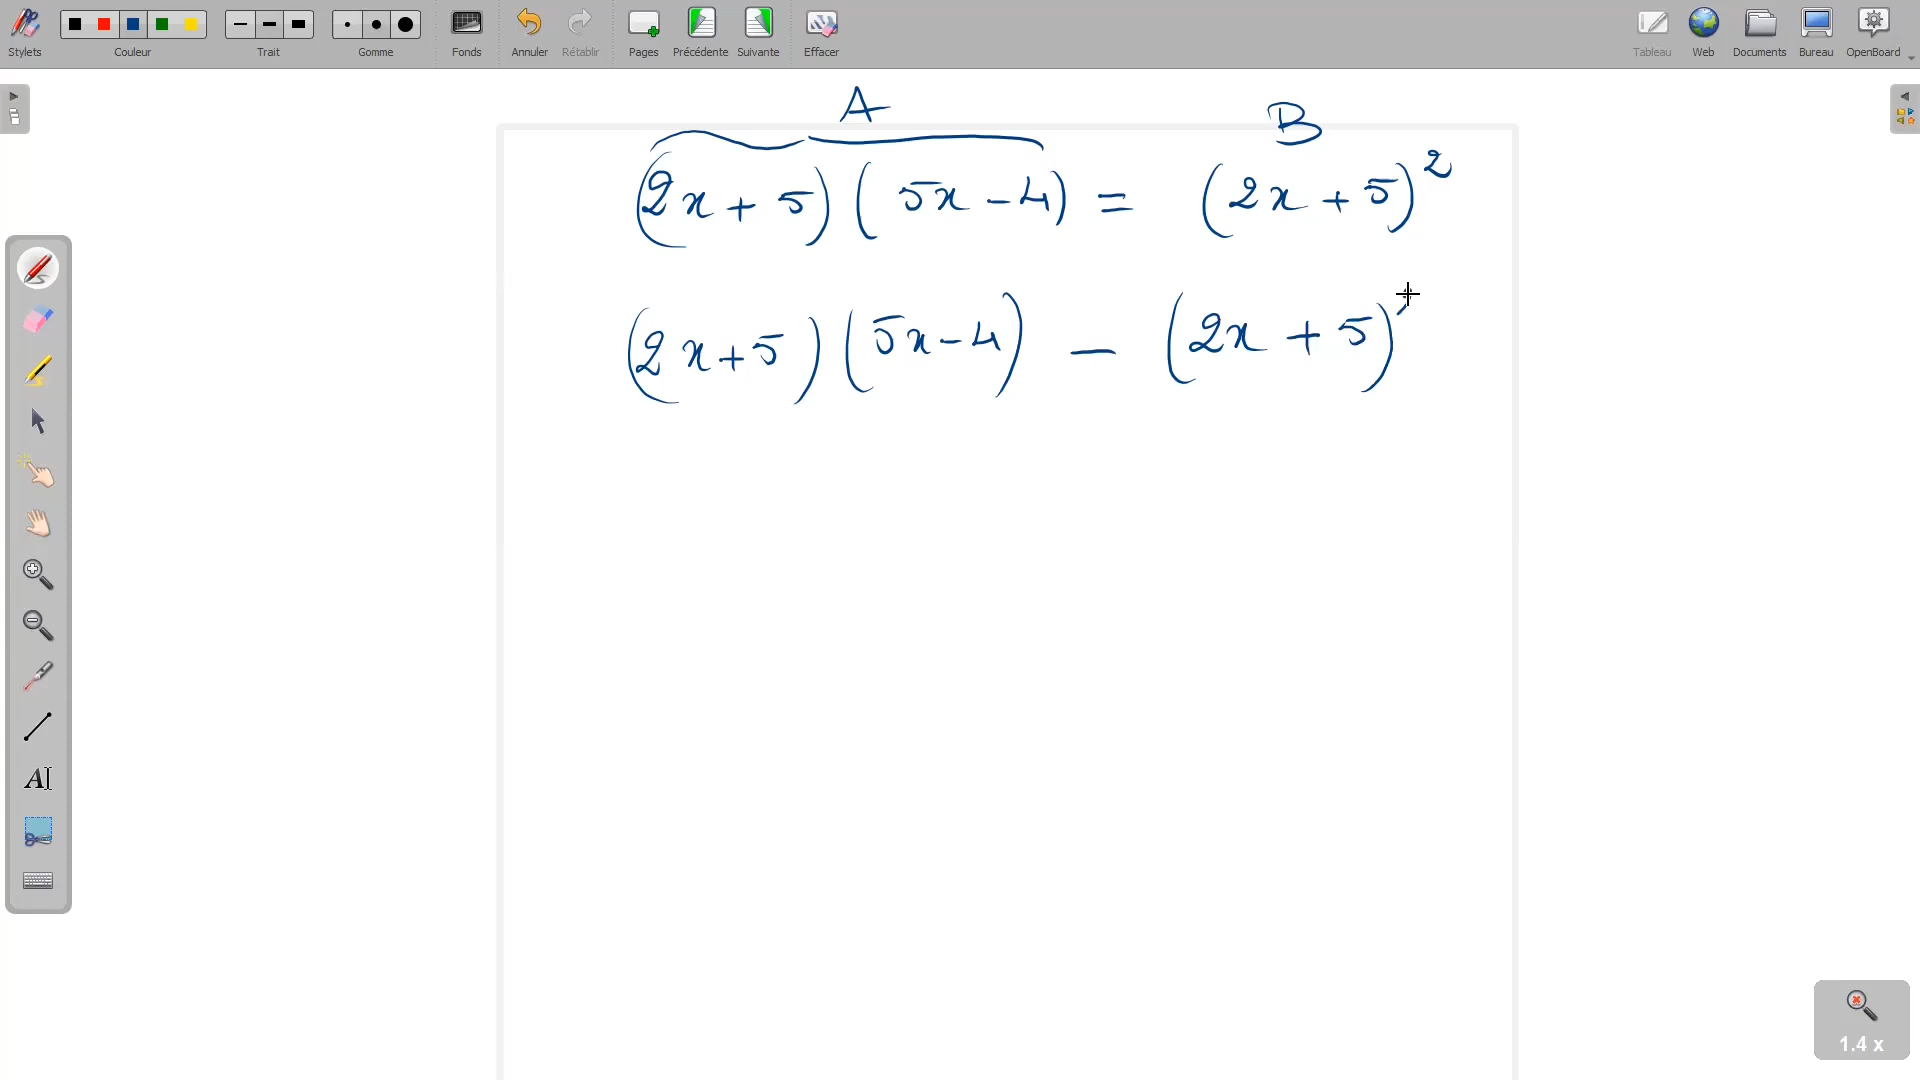 Stylets Couleur Trait Gomme Fonds Annuler Rétablir Pages Précédente Suivante Effacer Tableau Web Documents Bureau OpenBoard
A B
(2x + 5) (5x - 4) = (2x + 5)²
(2x + 5) (5x - 4) - (2x + 5)
1.4 x